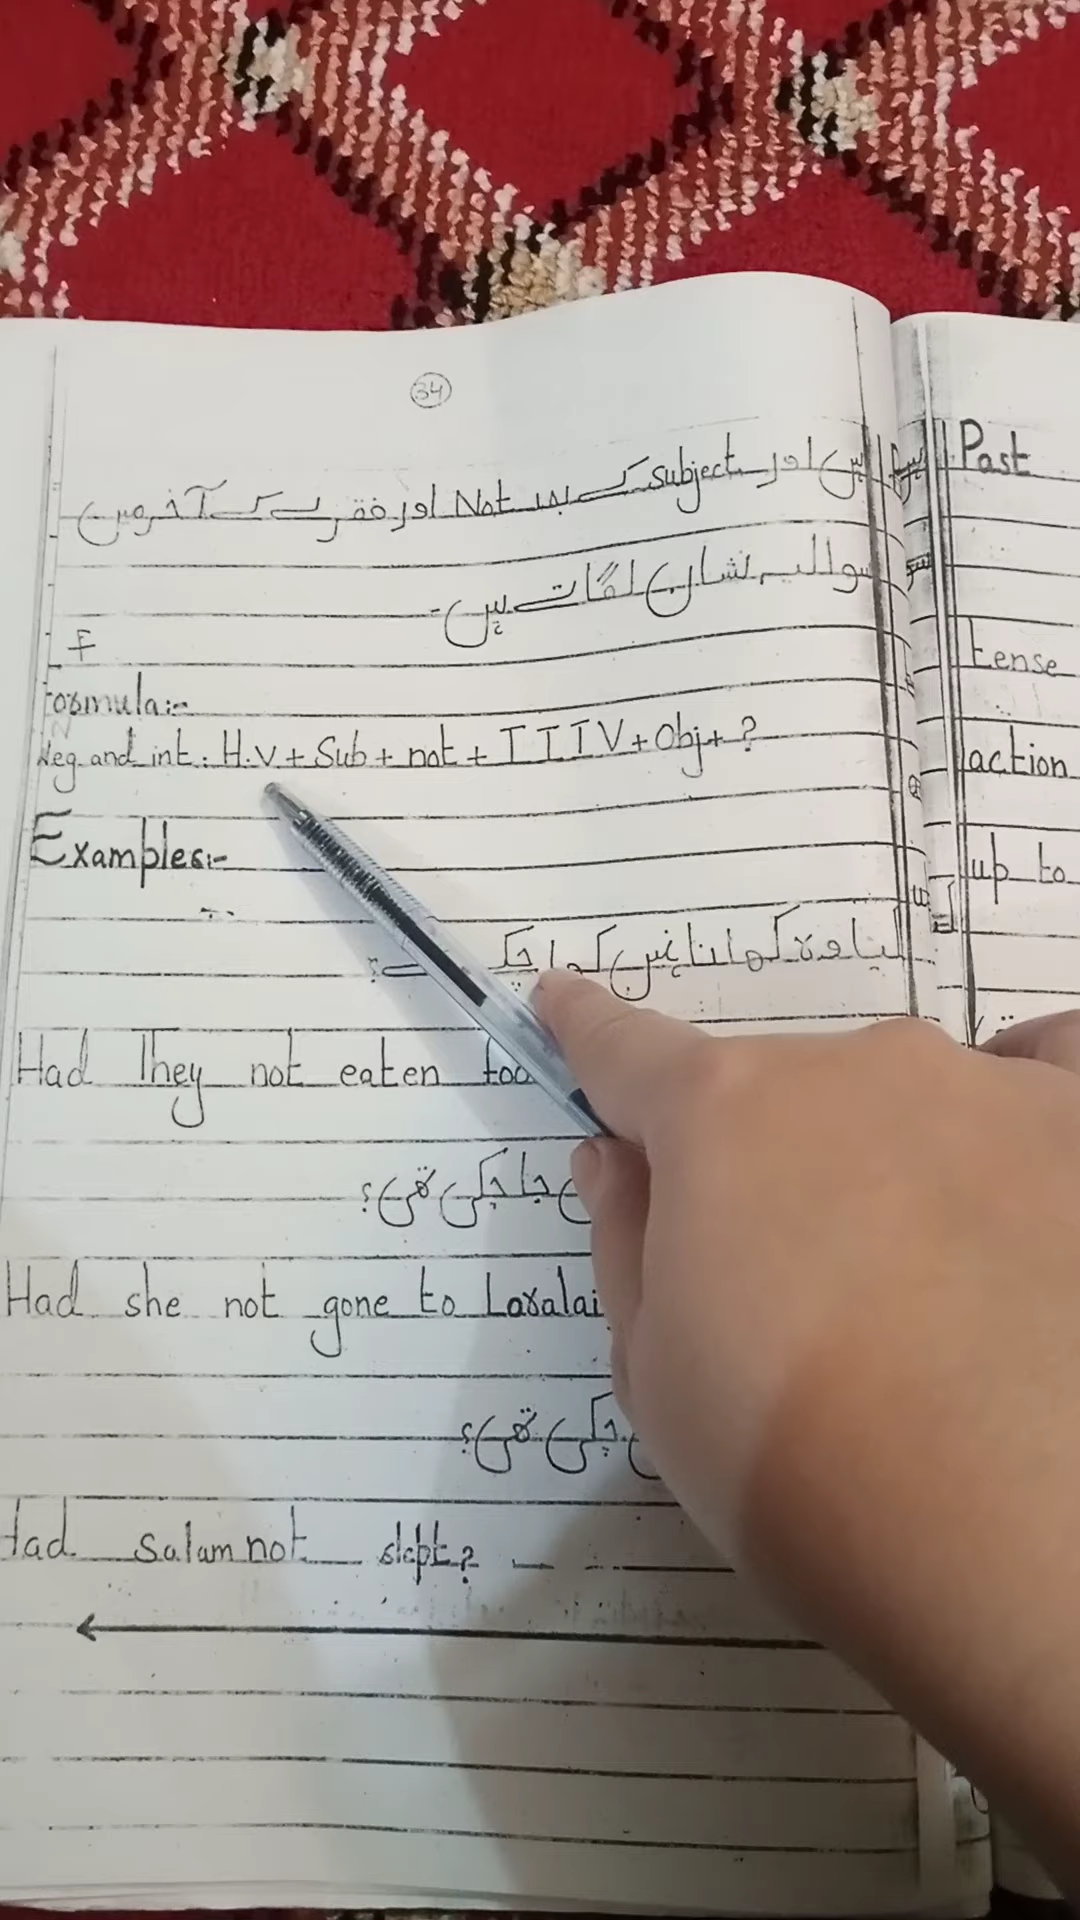 34
ہیں اور subject کے بعد Not اور فقرے کے آخر میں
سوالیہ نشان لگاتے ہیں۔
F
Formula:-
Neg and int: H.V + Sub + not + IIIV + Obj + ?
Examples:-
کیا وہ کھانا نہیں کھا چکے ؟
Had They not eaten
جا چکی تھی؟
Had she not gone to Loralai
چکی تھی؟
Had salam not slept?
Past
tense
action
up to